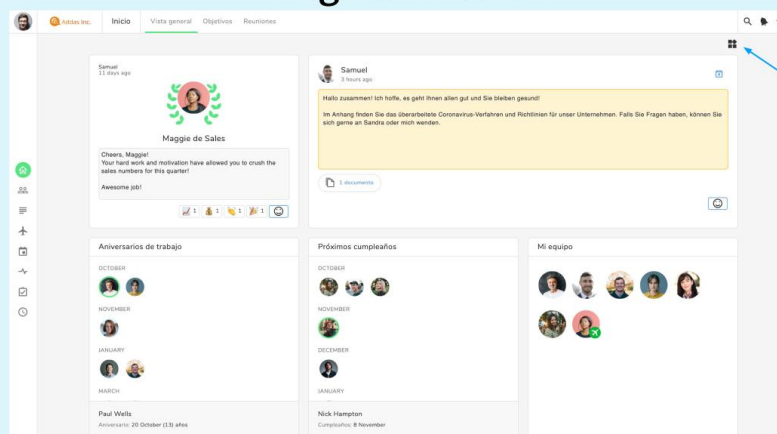 Addas Inc.
Inicio
Vista general
Objetivos
Reuniones
Samuel
11 days ago
Maggie de Sales
Cheers, Maggie!
Your hard work and motivation have allowed you to crush the
sales numbers for this quarter!
Awesome job!
1
1
1
1
Samuel
3 hours ago
Hallo zusammen! Ich hoffe, es geht Ihnen allen gut und Sie bleiben gesund!
Im Anhang finden Sie das überarbeitete Coronavirus-Verfahren und Richtlinien für unser Unternehmen. Falls Sie Fragen haben, können Sie
sich gerne an Sandra oder mich wenden.
1 documents
Aniversarios de trabajo
OCTOBER
NOVEMBER
JANUARY
MARCH
Paul Wells
Aniversario: 20 October (13) años
Próximos cumpleaños
OCTOBER
NOVEMBER
DECEMBER
JANUARY
Nick Hampton
Cumpleaños: 8 November
Mi equipo